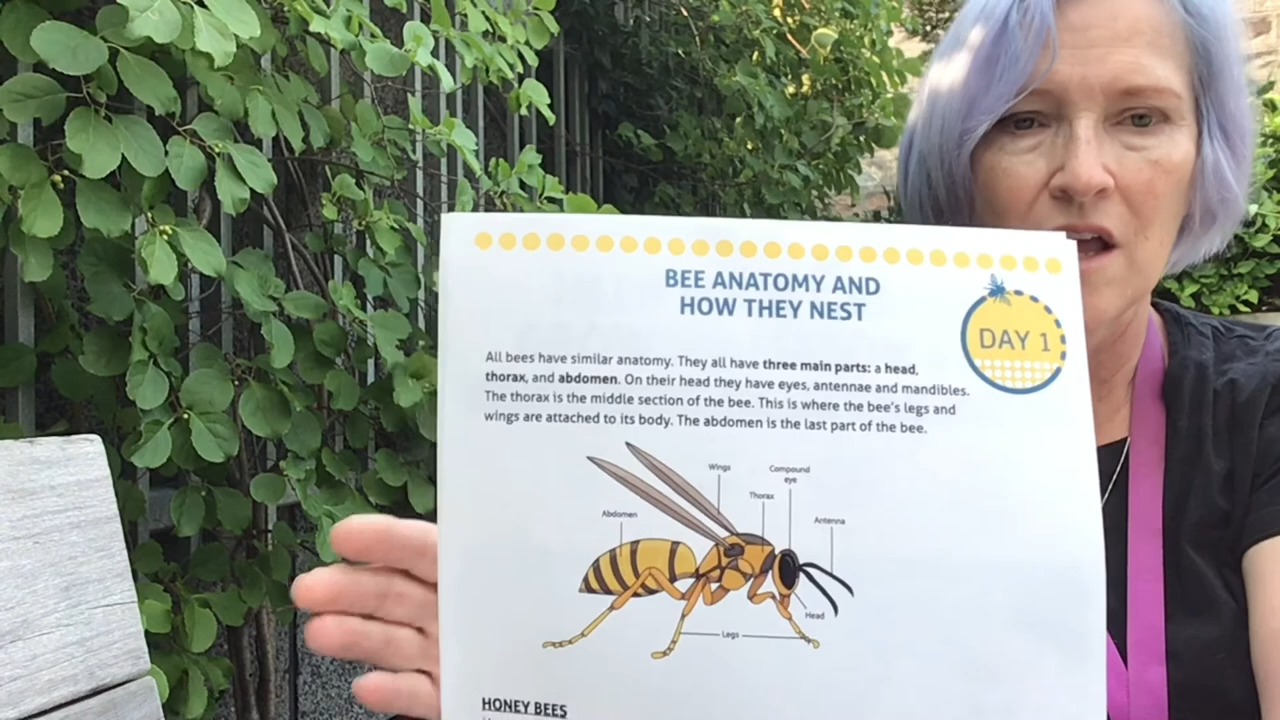 BEE ANATOMY AND
HOW THEY NEST
DAY 1
All bees have similar anatomy. They all have three main parts: a head,
thorax, and abdomen. On their head they have eyes, antennae and mandibles.
The thorax is the middle section of the bee. This is where the bee's legs and
wings are attached to its body. The abdomen is the last part of the bee.
Wings
Compound
eye
Thorax
Abdomen
Antenna
Head
Legs
HONEY BEES